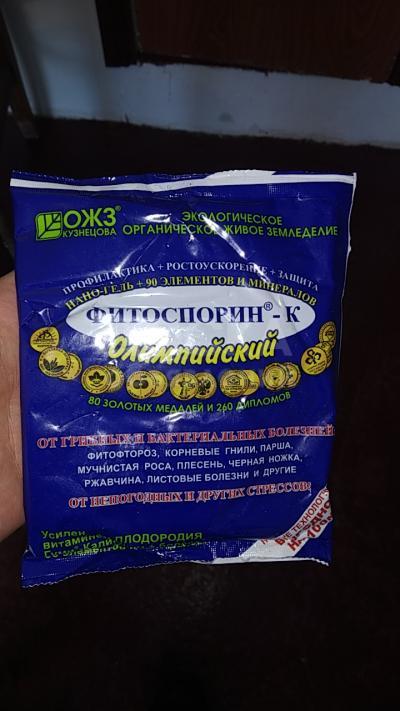 ОЖЗ®
КУЗНЕЦОВА
ЭКОЛОГИЧЕСКОЕ
ОРГАНИЧЕСКОЕ ЖИВОЕ ЗЕМЛЕДЕЛИЕ
ПРОФИЛАКТИКА + РОСТОУСКОРЕНИЕ + ЗАЩИТА
НАНО-ГЕЛЬ + 90 ЭЛЕМЕНТОВ И МИНЕРАЛОВ
ФИТОСПОРИН®-К
Олимпийский
80 ЗОЛОТЫХ МЕДАЛЕЙ И 260 ДИПЛОМОВ
ОТ ГРИБНЫХ И БАКТЕРИАЛЬНЫХ БОЛЕЗНЕЙ
ФИТОФТОРОЗ, КОРНЕВЫЕ ГНИЛИ, ПАРША,
МУЧНИСТАЯ РОСА, ПЛЕСЕНЬ, ЧЕРНАЯ НОЖКА,
РЖАВЧИНА, ЛИСТОВЫЕ БОЛЕЗНИ И ДРУГИЕ
ОТ НЕПОГОДНЫХ И ДРУГИХ СТРЕССОВ:
Усилен
Витамин ПЛОДОРОДИЯ